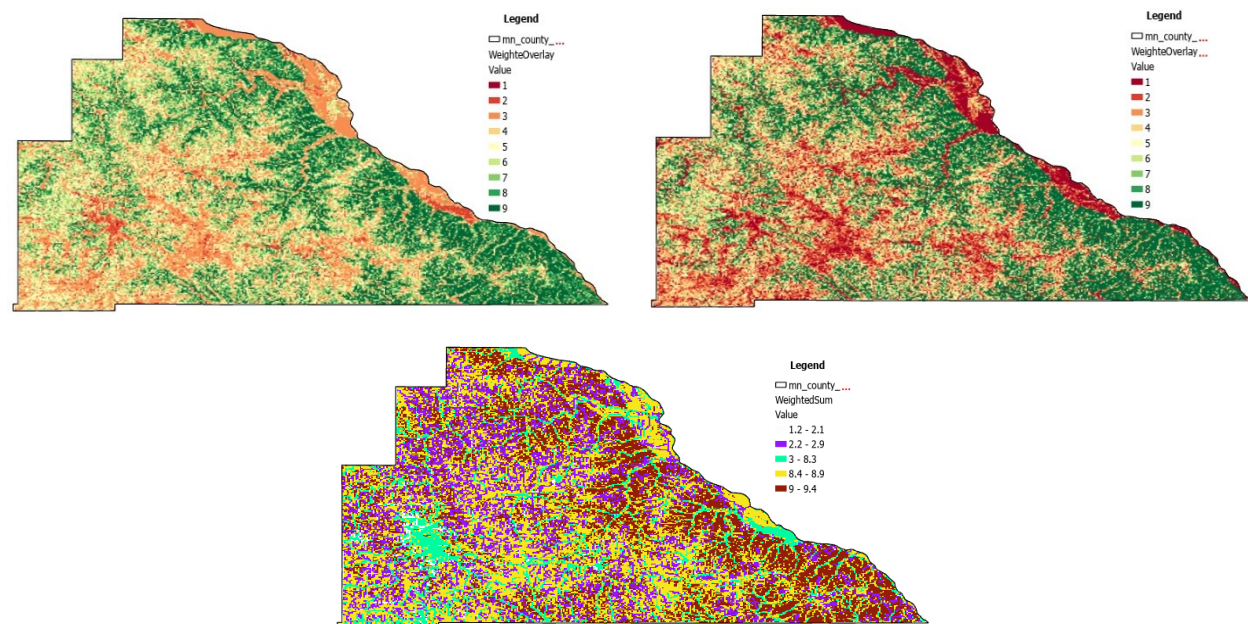 Legend
mn_county_...
WeighteOverlay
Value
1
2
3
4
5
6
7
8
9
Legend
mn_county_...
WeighteOverlay...
Value
1
2
3
4
5
6
7
8
9
Legend
mn_county_...
WeightedSum
Value
1.2 - 2.1
2.2 - 2.9
3 - 8.3
8.4 - 8.9
9 - 9.4